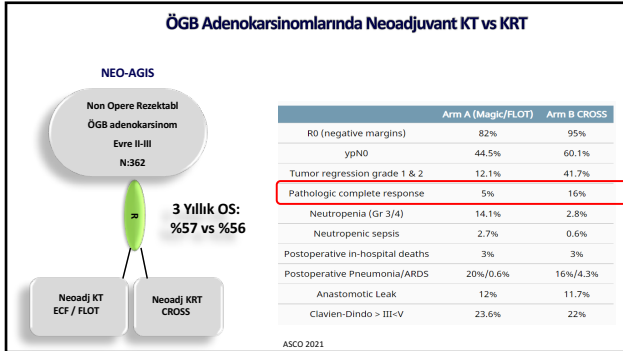 ÖGB Adenokarsinomlarında Neoadjuvant KT vs KRT
NEO-AGIS
Non Opere Rezektabl
ÖGB adenokarsinom
Evre II-III
N:362
R
3 Yıllık OS:
%57 vs %56
Neoadj KT
ECF / FLOT
Neoadj KRT
CROSS
Arm A (Magic/FLOT) Arm B CROSS
R0 (negative margins) 82% 95%
ypN0 44.5% 60.1%
Tumor regression grade 1 & 2 12.1% 41.7%
Pathologic complete response 5% 16%
Neutropenia (Gr 3/4) 14.1% 2.8%
Neutropenic sepsis 2.7% 0.6%
Postoperative in-hospital deaths 3% 3%
Postoperative Pneumonia/ARDS 20%/0.6% 16%/4.3%
Anastomotic Leak 12% 11.7%
Clavien-Dindo > III<V 23.6% 22%
ASCO 2021